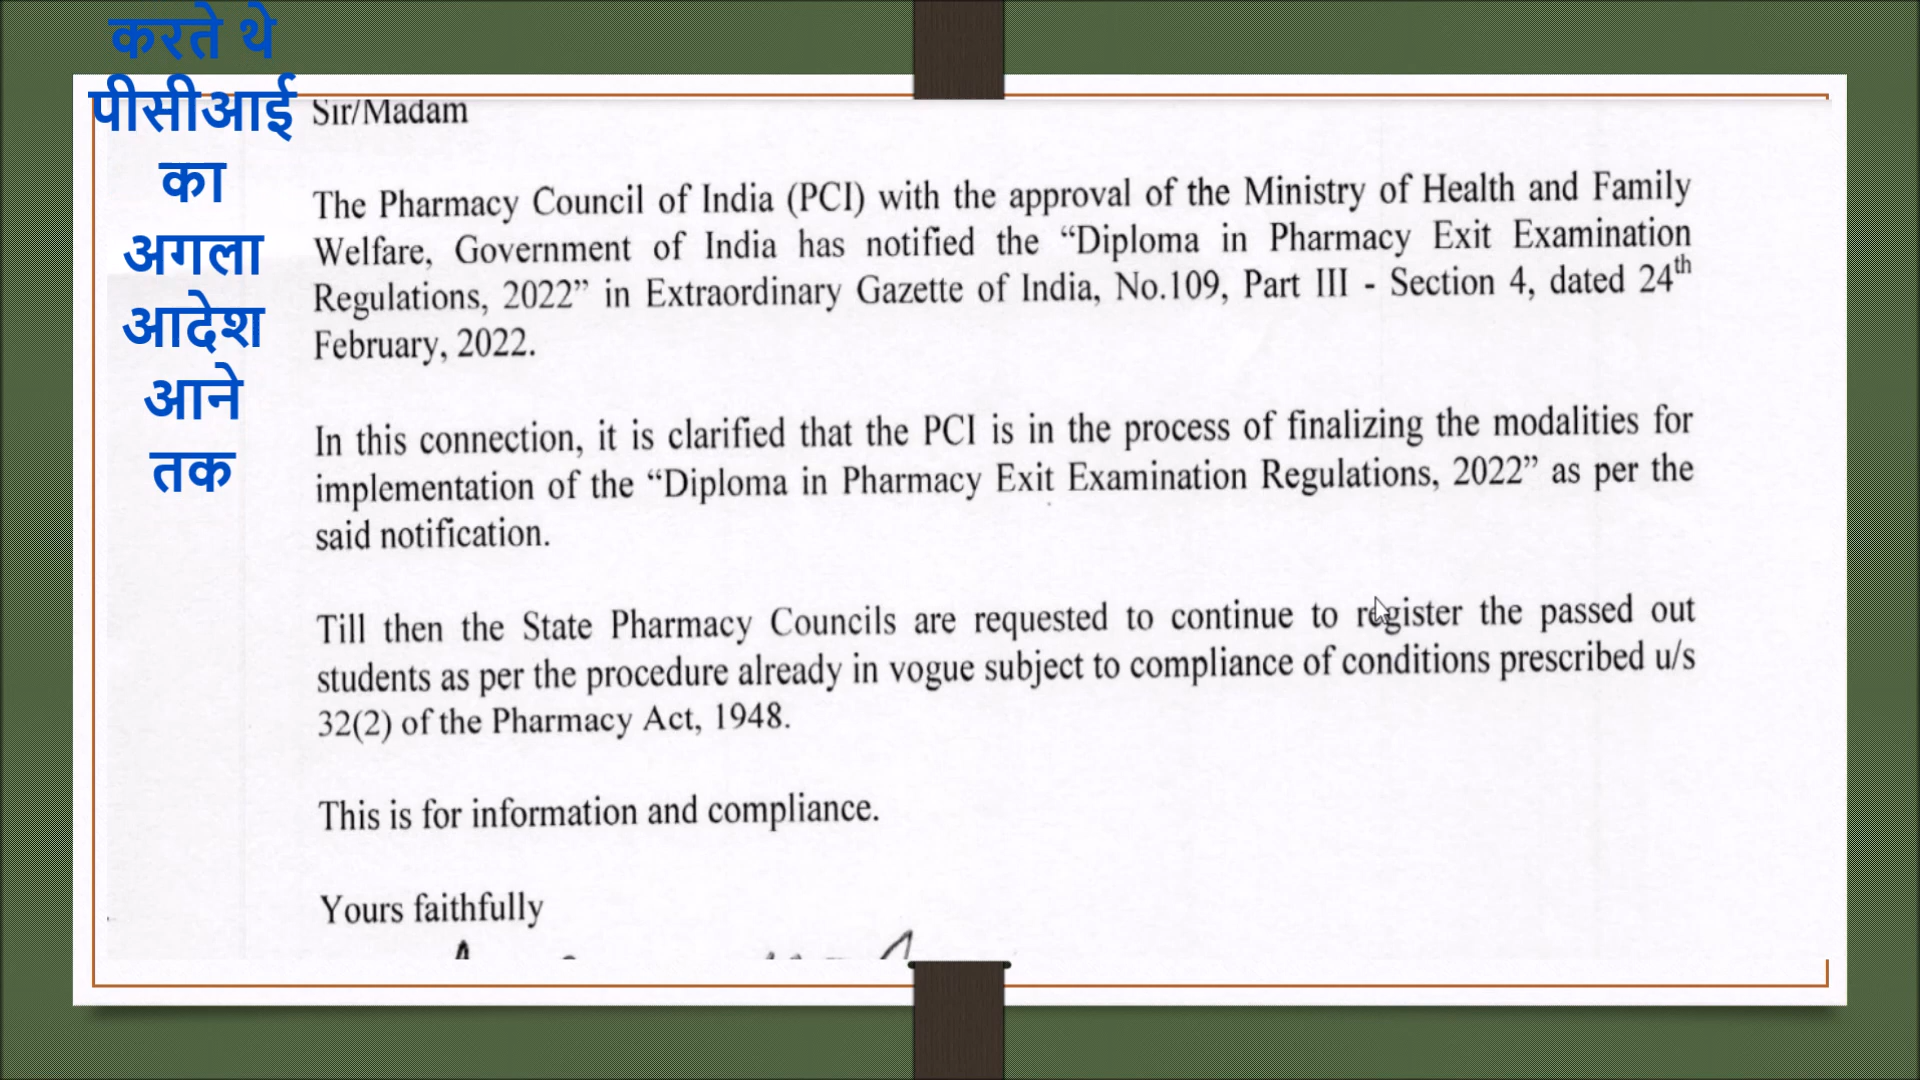 करते थे
पीसीआई
का
अगला
आदेश
आने
तक
Sir/Madam
The Pharmacy Council of India (PCI) with the approval of the Ministry of Health and Family
Welfare, Government of India has notified the “Diploma in Pharmacy Exit Examination
Regulations, 2022” in Extraordinary Gazette of India, No.109, Part III - Section 4, dated 24th
February, 2022.
In this connection, it is clarified that the PCI is in the process of finalizing the modalities for
implementation of the “Diploma in Pharmacy Exit Examination Regulations, 2022” as per the
said notification.
Till then the State Pharmacy Councils are requested to continue to register the passed out
students as per the procedure already in vogue subject to compliance of conditions prescribed u/s
32(2) of the Pharmacy Act, 1948.
This is for information and compliance.
Yours faithfully